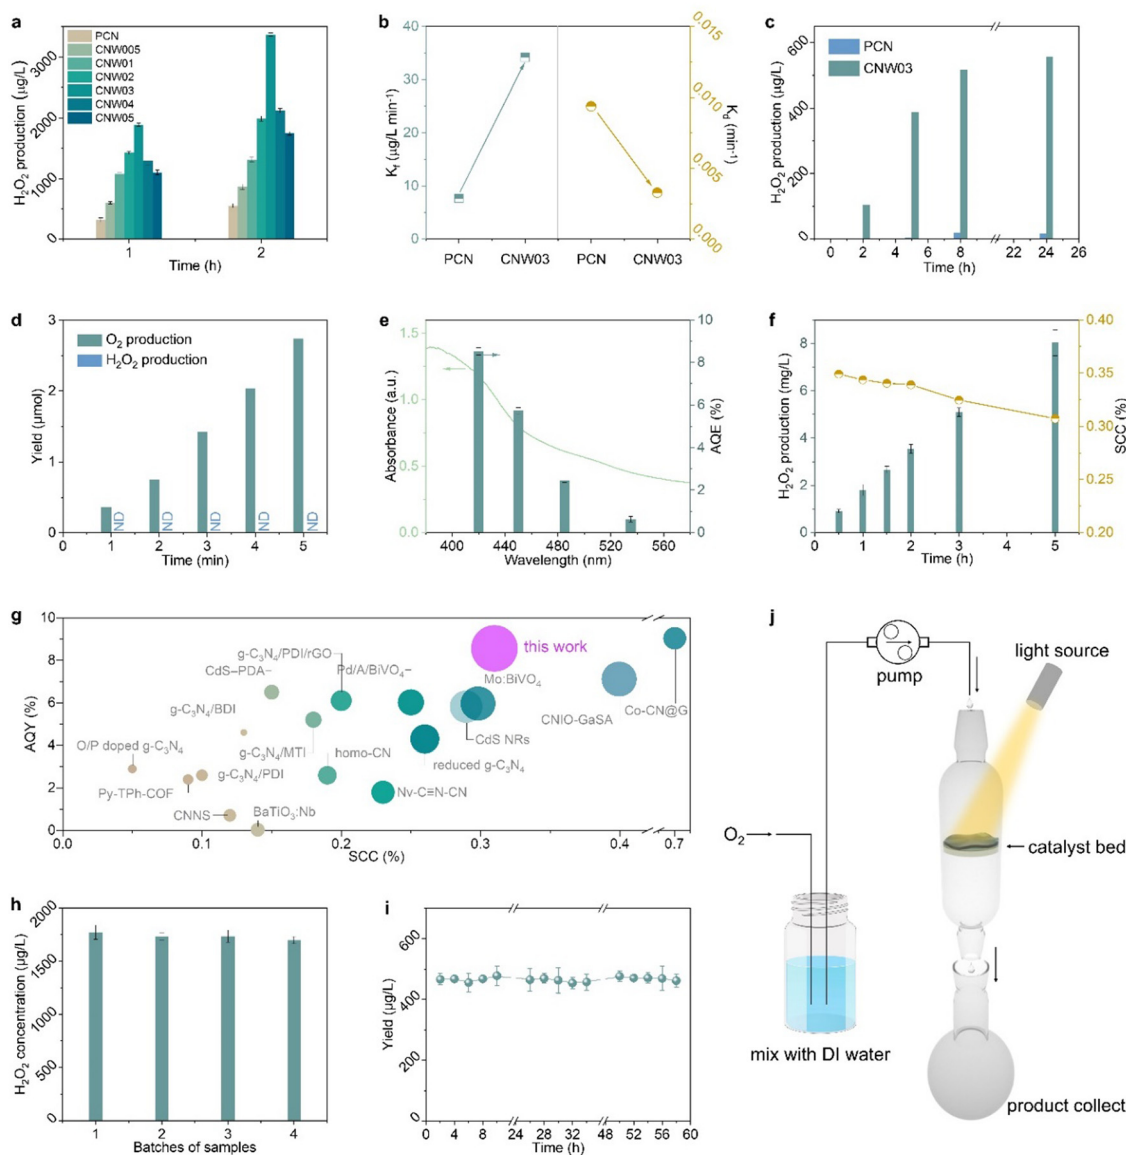 a
H₂O₂ production (μg/L)
3000
2000
1000
0
PCN
CNW005
CNW01
CNW02
CNW03
CNW04
CNW05
1 2
Time (h)
b
Kf (μg/L min⁻¹)
40
30
20
10
0
PCN CNW03 PCN CNW03
0.015
0.010
0.005
0.000
Kd (min⁻¹)
c
H₂O₂ production (μg/L)
600
400
200
0
PCN
CNW03
0 2 4 6 8 10 22 24 26
Time (h)
d
Yield (μmol)
3
2
1
0
O₂ production
H₂O₂ production
ND ND ND ND ND
0 1 2 3 4 5
Time (min)
e
Absorbance (a.u.)
1.5
1.0
0.5
0.0
400 440 480 520 560
Wavelength (nm)
10
8
6
4
2
0
AQE (%)
f
H₂O₂ production (mg/L)
8
6
4
2
0
0 1 2 3 4 5
Time (h)
0.40
0.35
0.30
0.25
0.20
SCC (%)
g
AQY (%)
10
8
6
4
2
0
g-C₃N₄/PDI/rGO
CdS–PDA
Pd/A/BiVO₄
this work
Mo:BiVO₄
g-C₃N₄/BDI
CNIO-GaSA
Co-CN@G
O/P doped g-C₃N₄
g-C₃N₄/MTI
homo-CN
CdS NRs
g-C₃N₄/PDI
reduced g-C₃N₄
Py-TPh-COF
Nv-C≡N-CN
CNNS
BaTiO₃:Nb
0.0 0.1 0.2 0.3 0.4 0.7
SCC (%)
h
H₂O₂ concentration (μg/L)
2000
1500
1000
500
0
1 2 3 4
Batches of samples
i
Yield (μg/L)
600
400
200
0
0 4 8 12 24 28 32 36 48 52 56 60
Time (h)
j
pump
light source
O₂
catalyst bed
mix with DI water
product collect